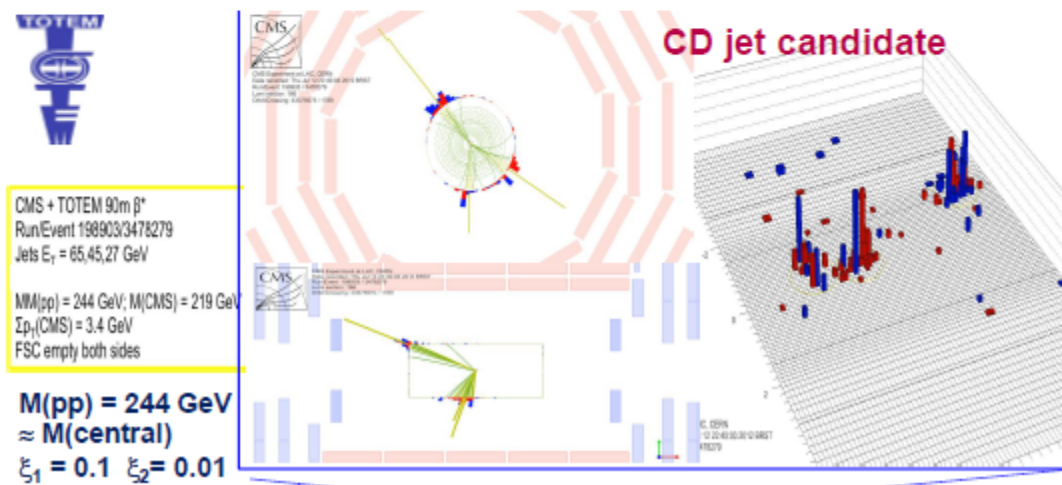 TOTEM
CMS
CD jet candidate
CMS + TOTEM 90m β*
Run/Event 198903/3478279
Jets E_T = 65,45,27 GeV
MM(pp) = 244 GeV; M(CMS) = 219 GeV
Σp_T(CMS) = 3.4 GeV
FSC empty both sides
CMS
M(pp) = 244 GeV
≈ M(central)
ξ₁ = 0.1 ξ₂= 0.01